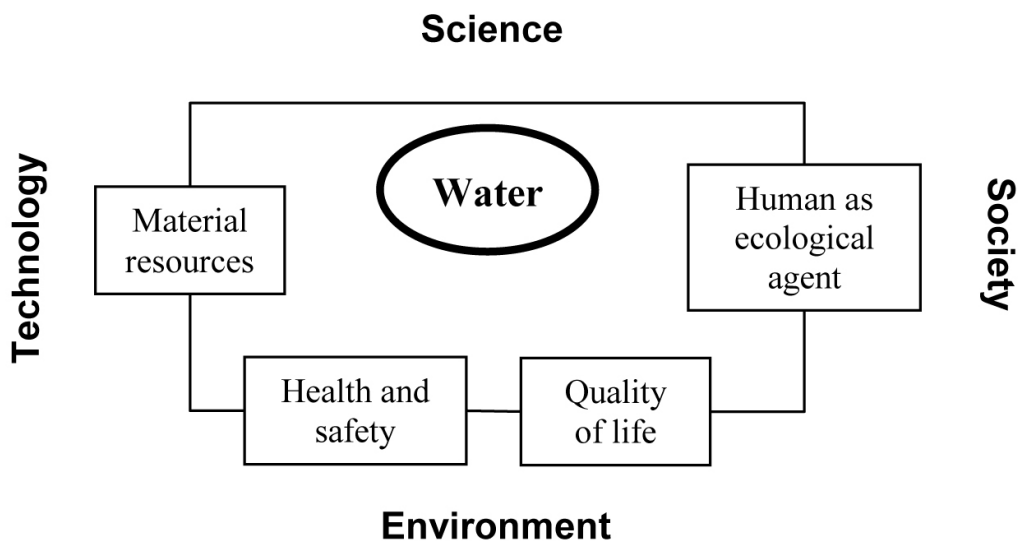 Science
Technology
Water
Society
Material
resources
Human as
ecological
agent
Health and
safety
Quality
of life
Environment